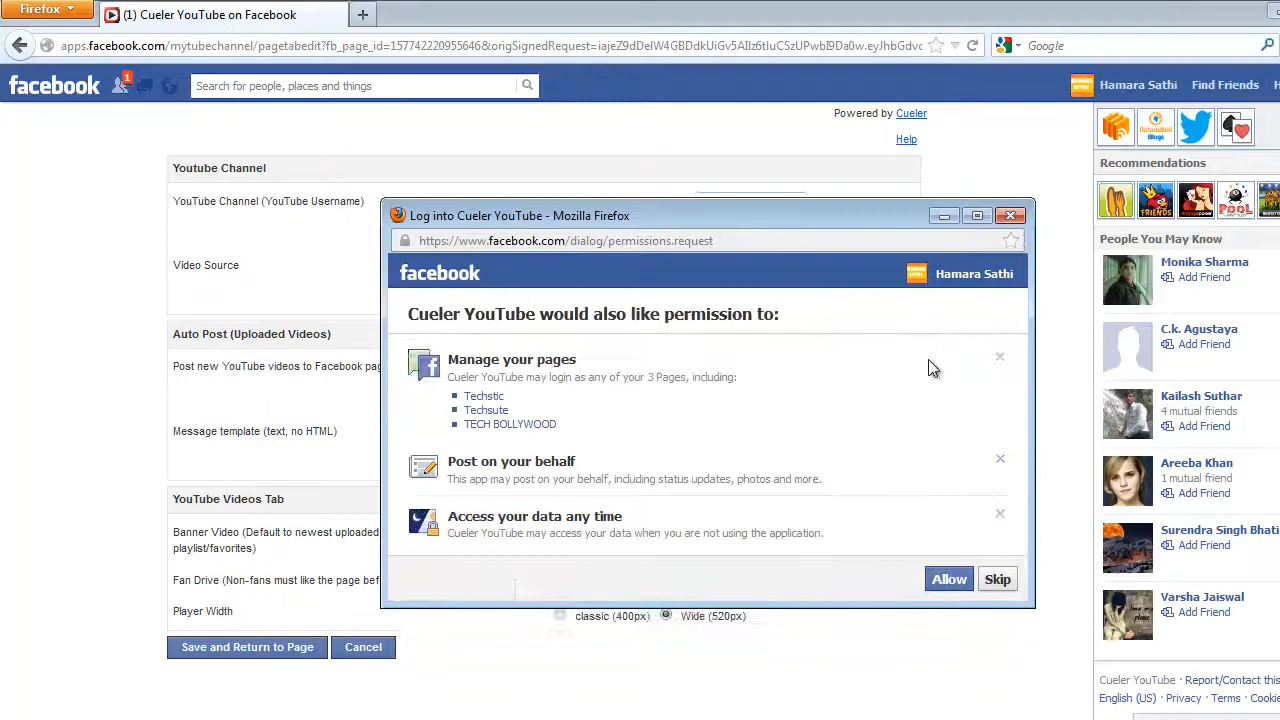 Firefox
(1) Cueler YouTube on Facebook
apps.facebook.com/mytubechannel/pagetabedit?fb_page_id=157742220955646&origSignedRequest=
Google
facebook
1
Search for people, places and things
Hamara Sathi
Find Friends
Powered by Cueler
Help
Youtube Channel
YouTube Channel (YouTube Username)
Video Source
Auto Post (Uploaded Videos)
Post new YouTube videos to Facebook pag
Message template (text, no HTML)
YouTube Videos Tab
Banner Video (Default to newest uploaded
playlist/favorites)
Fan Drive (Non-fans must like the page bef
Player Width
classic (400px)
Wide (520px)
Save and Return to Page
Cancel
Log into Cueler YouTube - Mozilla Firefox
https://www.facebook.com/dialog/permissions.request
facebook
Hamara Sathi
Cueler YouTube would also like permission to:
Manage your pages
Cueler YouTube may login as any of your 3 Pages, including:
Techstic
Techsute
TECH BOLLYWOOD
Post on your behalf
This app may post on your behalf, including status updates, photos and more.
Access your data any time
Cueler YouTube may access your data when you are not using the application.
Allow
Skip
Recommendations
FRIENDS
POOL
People You May Know
Monika Sharma
Add Friend
C.k. Agustaya
Add Friend
Kailash Suthar
4 mutual friends
Add Friend
Areeba Khan
1 mutual friend
Add Friend
Surendra Singh Bhati
Add Friend
Varsha Jaiswal
Add Friend
Cueler YouTube · Report/Contact this
English (US) · Privacy · Terms · Cookie